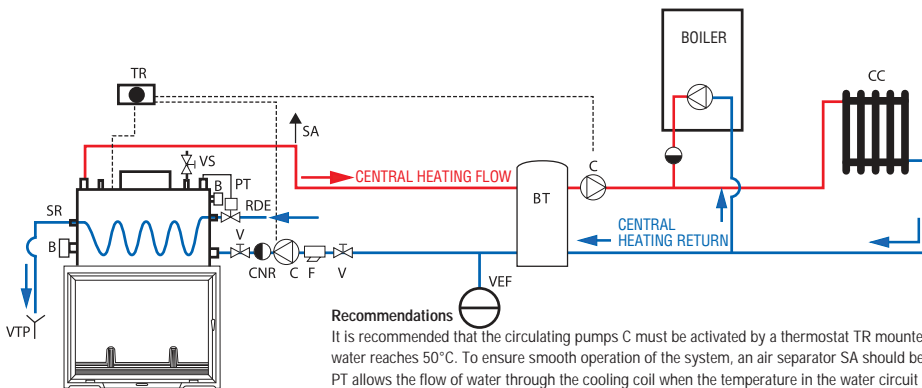 BOILER
CC
TR
SA
VS
C
CENTRAL HEATING FLOW
BT
B
PT
SR
RDE
V
CENTRAL
HEATING RETURN
B
CNR
C
F
V
VEF
VTP
Recommendations
It is recommended that the circulating pumps C must be activated by a thermostat TR mounte
water reaches 50°C. To ensure smooth operation of the system, an air separator SA should be
PT allows the flow of water through the cooling coil when the temperature in the water circuit